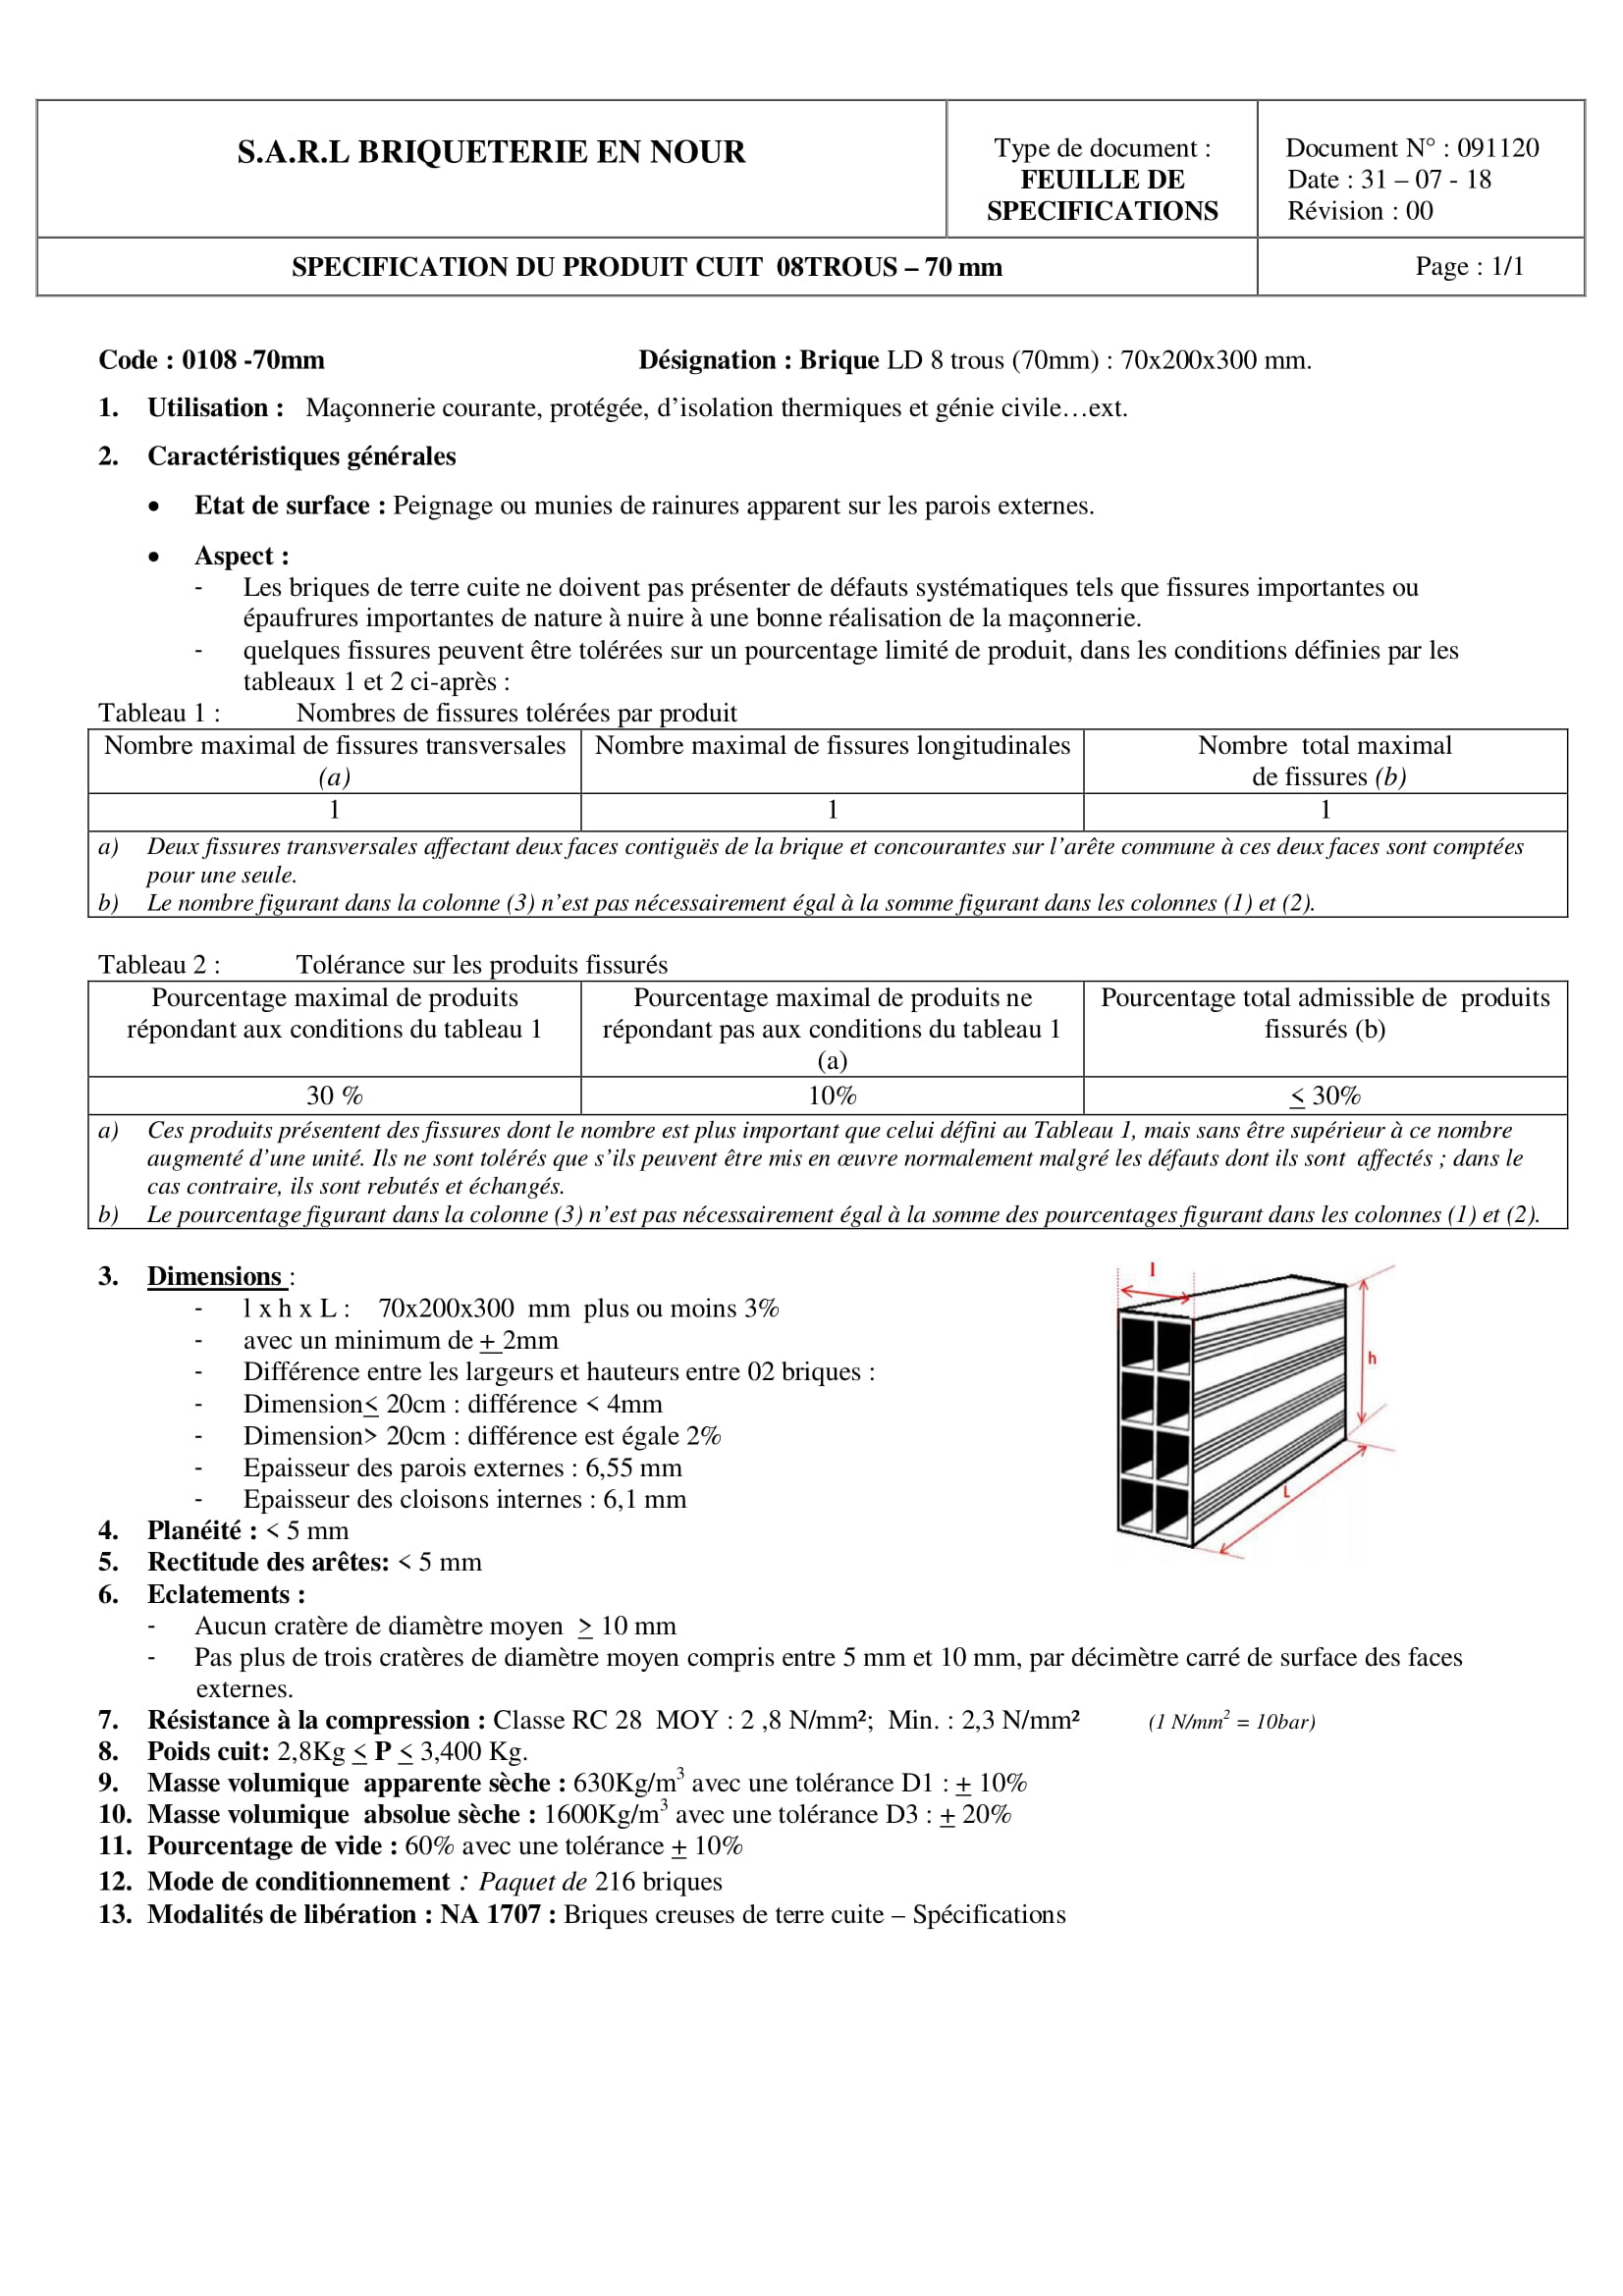 S.A.R.L BRIQUETERIE EN NOUR
Type de document :
FEUILLE DE
SPECIFICATIONS
Document N° : 091120
Date : 31 – 07 - 18
Révision : 00
SPECIFICATION DU PRODUIT CUIT  08TROUS – 70 mm
Page : 1/1
Code : 0108 -70mm
Désignation : Brique LD 8 trous (70mm) : 70x200x300 mm.
1. Utilisation : Maçonnerie courante, protégée, d’isolation thermiques et génie civile…ext.
2. Caractéristiques générales
• Etat de surface : Peignage ou munies de rainures apparent sur les parois externes.
• Aspect :
- Les briques de terre cuite ne doivent pas présenter de défauts systématiques tels que fissures importantes ou
épaufrures importantes de nature à nuire à une bonne réalisation de la maçonnerie.
- quelques fissures peuvent être tolérées sur un pourcentage limité de produit, dans les conditions définies par les
tableaux 1 et 2 ci-après :
Tableau 1 : Nombres de fissures tolérées par produit
Nombre maximal de fissures transversales
(a)
Nombre maximal de fissures longitudinales
Nombre  total maximal
de fissures (b)
1
1
1
a) Deux fissures transversales affectant deux faces contiguës de la brique et concourantes sur l’arête commune à ces deux faces sont comptées
pour une seule.
b) Le nombre figurant dans la colonne (3) n’est pas nécessairement égal à la somme figurant dans les colonnes (1) et (2).
Tableau 2 : Tolérance sur les produits fissurés
Pourcentage maximal de produits
répondant aux conditions du tableau 1
Pourcentage maximal de produits ne
répondant pas aux conditions du tableau 1
(a)
Pourcentage total admissible de  produits
fissurés (b)
30 %
10%
≤ 30%
a) Ces produits présentent des fissures dont le nombre est plus important que celui défini au Tableau 1, mais sans être supérieur à ce nombre
augmenté d’une unité. Ils ne sont tolérés que s’ils peuvent être mis en œuvre normalement malgré les défauts dont ils sont  affectés ; dans le
cas contraire, ils sont rebutés et échangés.
b) Le pourcentage figurant dans la colonne (3) n’est pas nécessairement égal à la somme des pourcentages figurant dans les colonnes (1) et (2).
3. Dimensions :
- l x h x L : 70x200x300  mm  plus ou moins 3%
- avec un minimum de ± 2mm
- Différence entre les largeurs et hauteurs entre 02 briques :
- Dimension≤ 20cm : différence < 4mm
- Dimension> 20cm : différence est égale 2%
- Epaisseur des parois externes : 6,55 mm
- Epaisseur des cloisons internes : 6,1 mm
l
h
L
4. Planéité : < 5 mm
5. Rectitude des arêtes: < 5 mm
6. Eclatements :
- Aucun cratère de diamètre moyen  ≥ 10 mm
- Pas plus de trois cratères de diamètre moyen compris entre 5 mm et 10 mm, par décimètre carré de surface des faces
externes.
7. Résistance à la compression : Classe RC 28  MOY : 2 ,8 N/mm²;  Min. : 2,3 N/mm² (1 N/mm² = 10bar)
8. Poids cuit: 2,8Kg ≤ P ≤ 3,400 Kg.
9. Masse volumique  apparente sèche : 630Kg/m³ avec une tolérance D1 : ± 10%
10. Masse volumique  absolue sèche : 1600Kg/m³ avec une tolérance D3 : ± 20%
11. Pourcentage de vide : 60% avec une tolérance ± 10%
12. Mode de conditionnement : Paquet de 216 briques
13. Modalités de libération : NA 1707 : Briques creuses de terre cuite – Spécifications